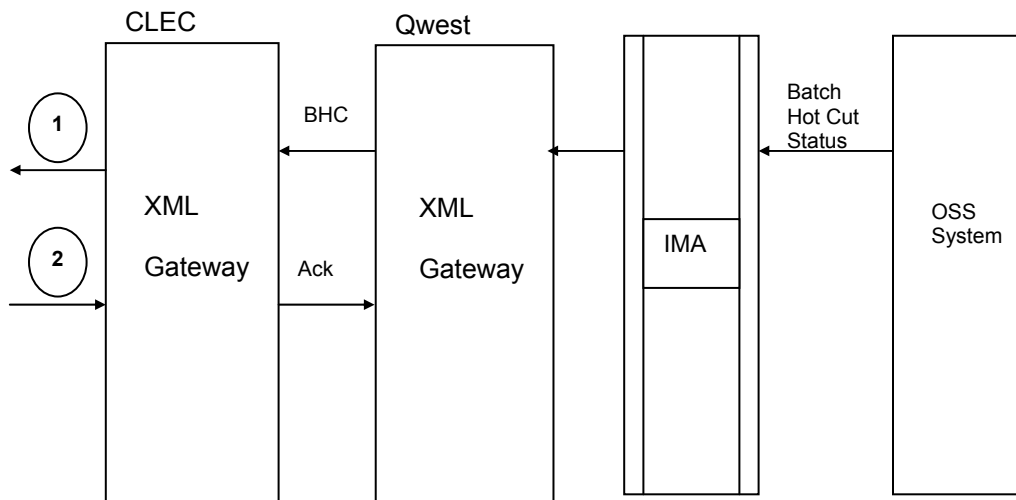 CLEC
Qwest
1
BHC
Batch
Hot Cut
Status
XML
Gateway
XML
Gateway
IMA
OSS
System
2
Ack